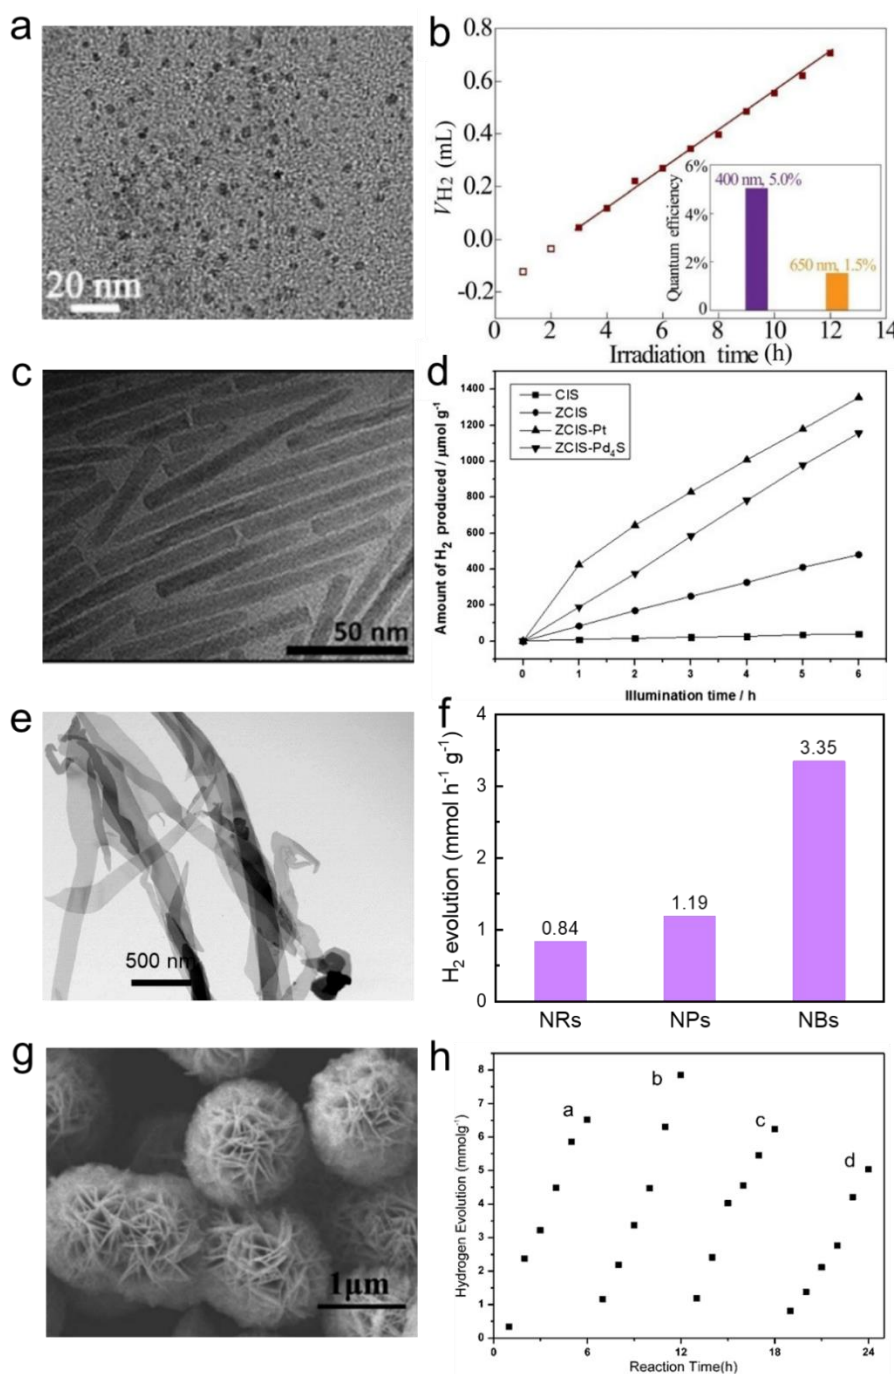 a
20 nm
b
0.8
0.6
0.4
0.2
0.0
-0.2
VH2 (mL)
0 2 4 6 8 10 12 14
Irradiation time (h)
6%
4%
2%
0
Quantum efficiency
400 nm, 5.0%
650 nm, 1.5%
c
50 nm
d
1400
1200
1000
800
600
400
200
0
Amount of H2 produced / μmol g-1
CIS
ZCIS
ZCIS-Pt
ZCIS-Pd4S
0 1 2 3 4 5 6
Illumination time / h
e
500 nm
f
4
3
2
1
0
H2 evolution (mmol h-1 g-1)
0.84
1.19
3.35
NRs NPs NBs
g
1μm
h
8
7
6
5
4
3
2
1
0
Hydrogen Evolution (mmolg-1)
a
b
c
d
0 6 12 18 24
Reaction Time(h)